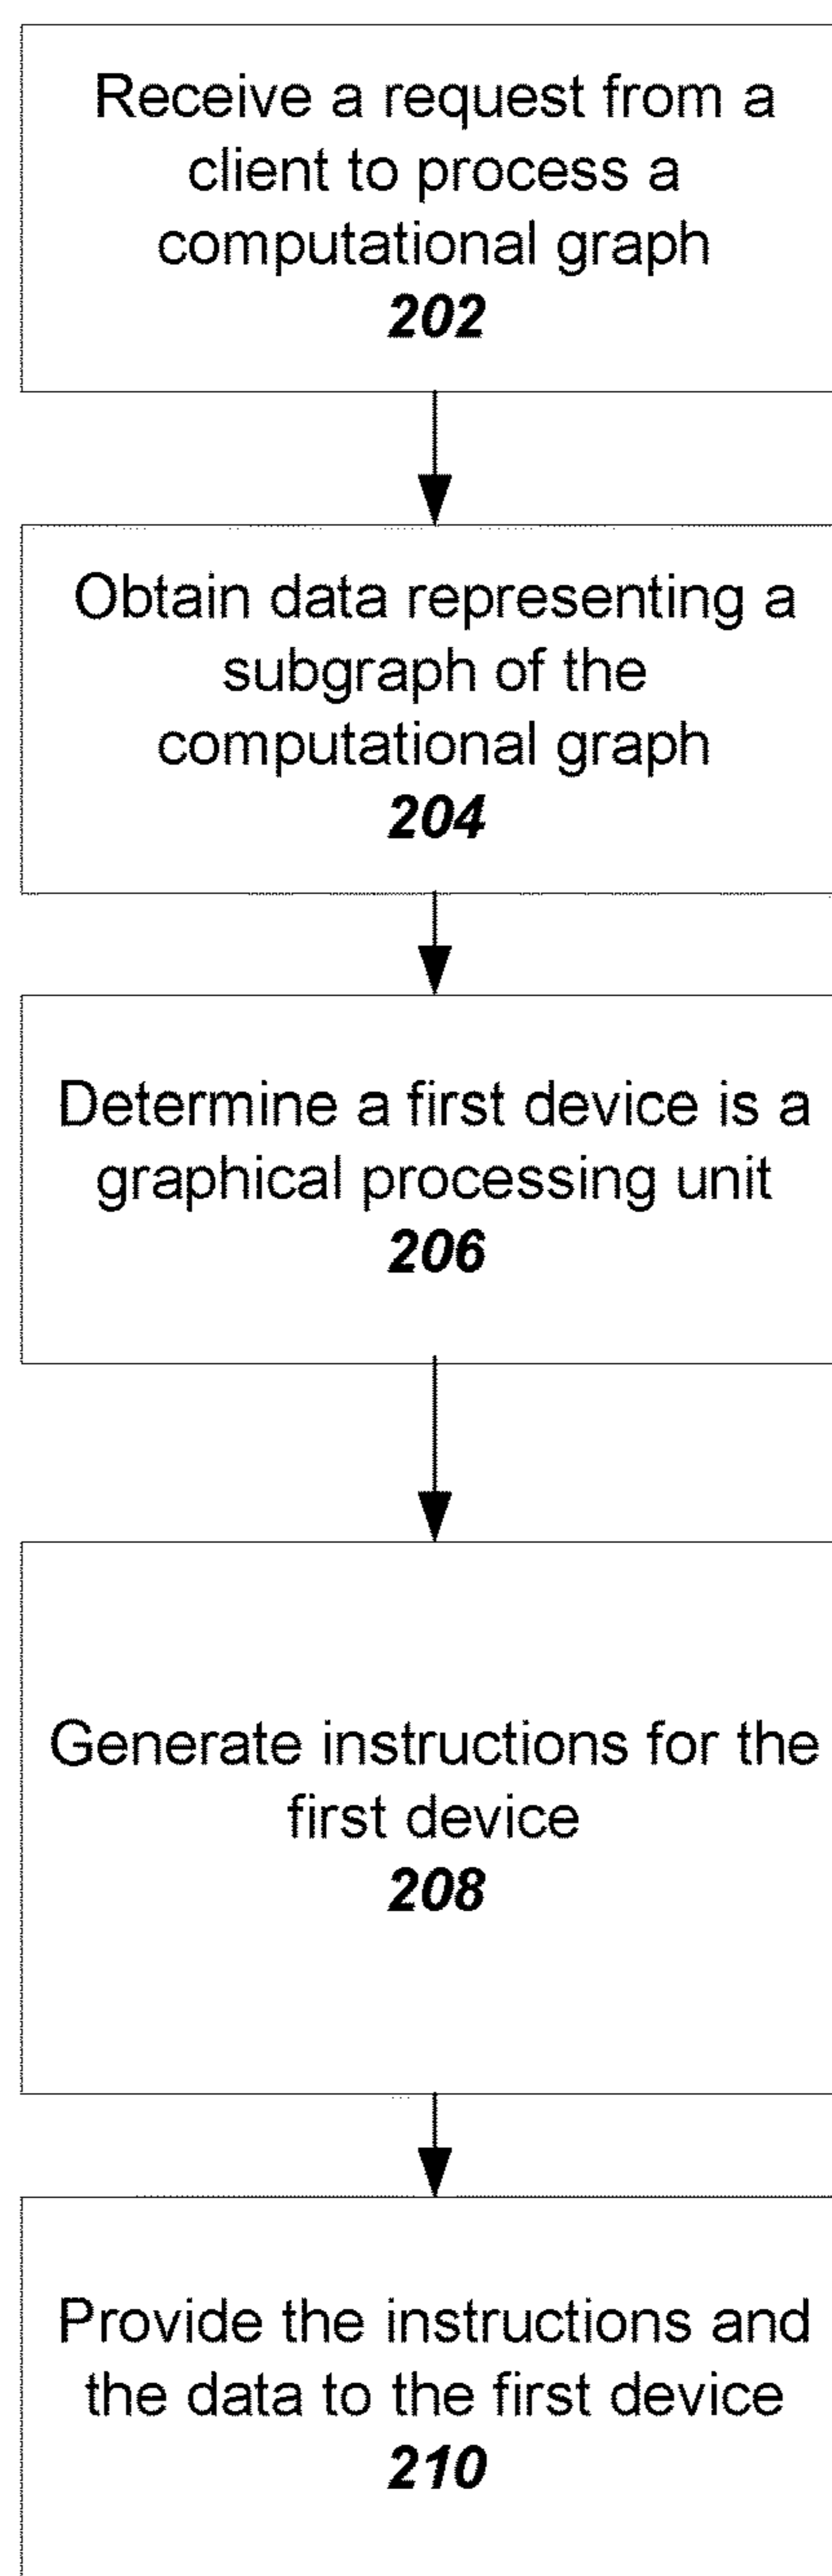 Receive a request from a
client to process a
computational graph
202
Obtain data representing a
subgraph of the
computational graph
204
Determine a first device is a
graphical processing unit
206
Generate instructions for the
first device
208
Provide the instructions and
the data to the first device
210